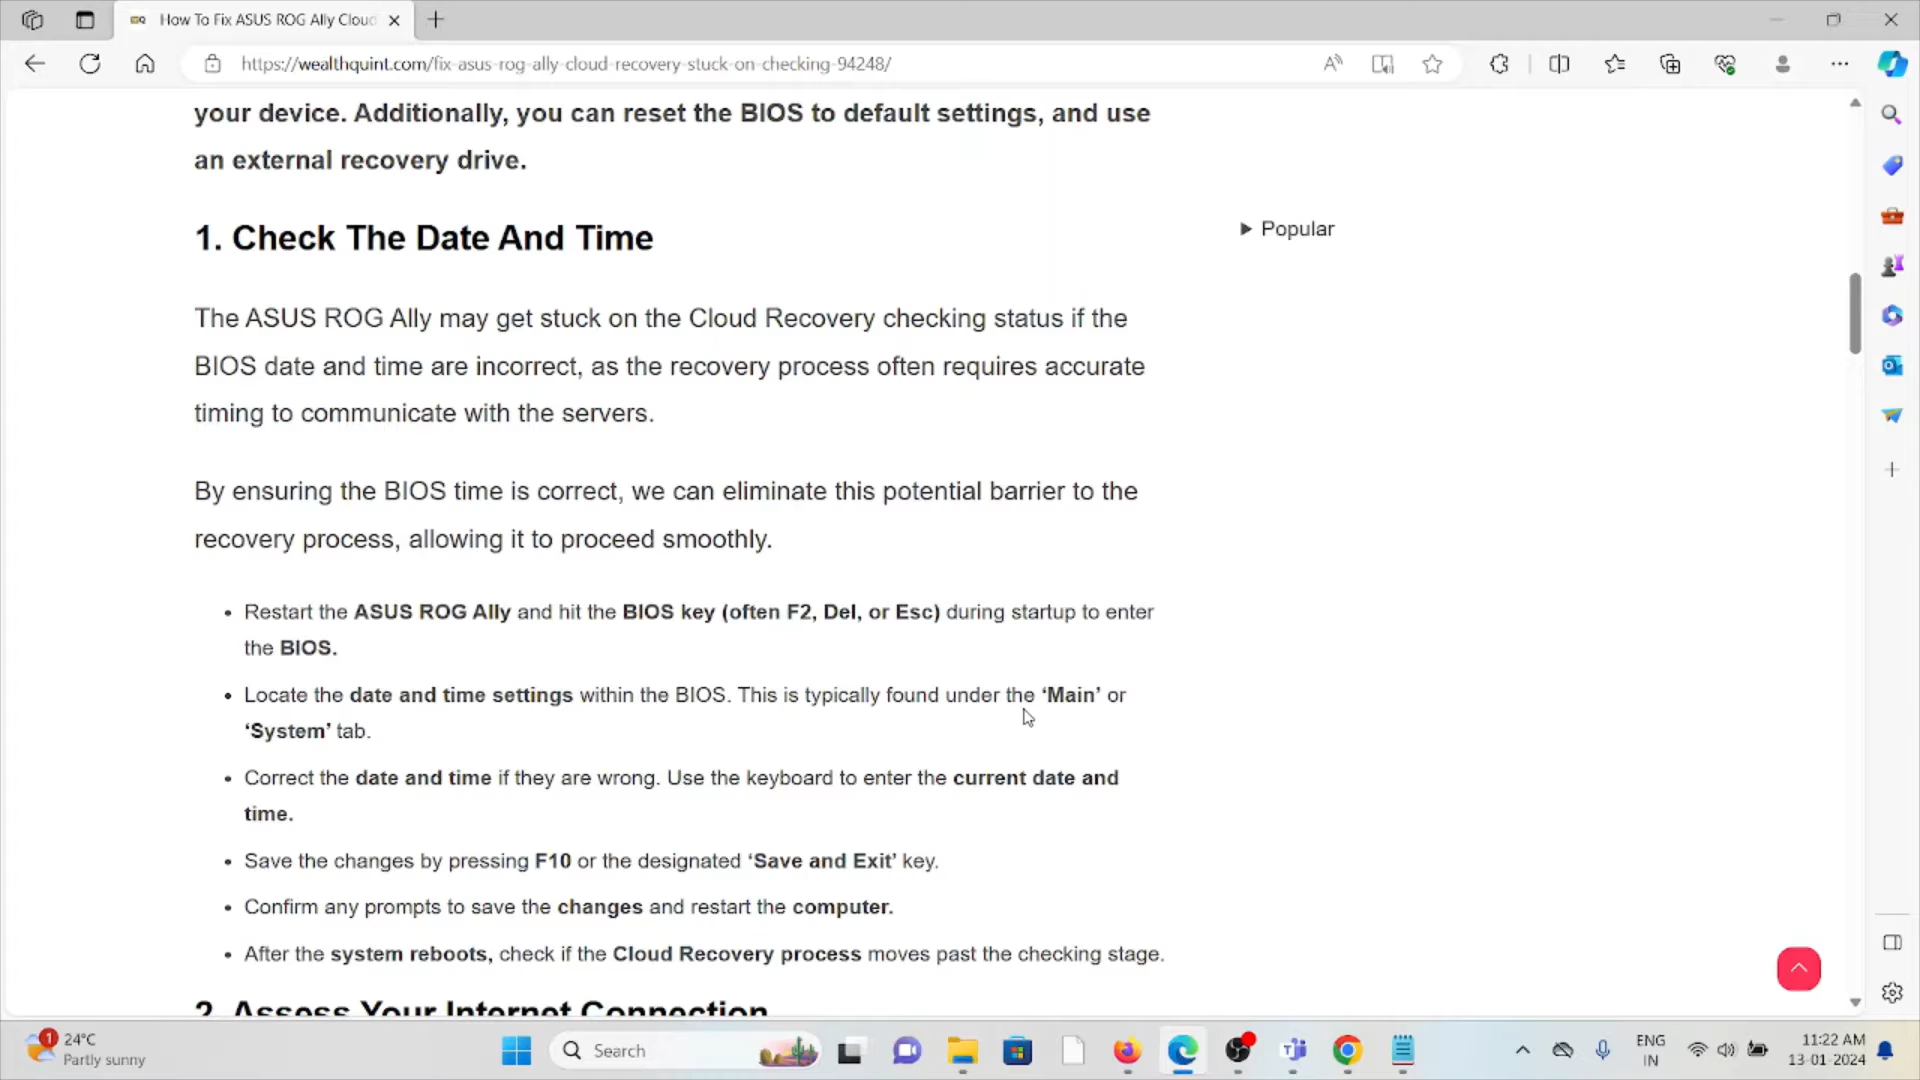 How To Fix ASUS ROG Ally Cloud
https://wealthquint.com/fix-asus-rog-ally-cloud-recovery-stuck-on-checking-94248/
your device. Additionally, you can reset the BIOS to default settings, and use
an external recovery drive.
1. Check The Date And Time
Popular
The ASUS ROG Ally may get stuck on the Cloud Recovery checking status if the
BIOS date and time are incorrect, as the recovery process often requires accurate
timing to communicate with the servers.
By ensuring the BIOS time is correct, we can eliminate this potential barrier to the
recovery process, allowing it to proceed smoothly.
• Restart the ASUS ROG Ally and hit the BIOS key (often F2, Del, or Esc) during startup to enter
the BIOS.
• Locate the date and time settings within the BIOS. This is typically found under the ‘Main’ or
‘System’ tab.
• Correct the date and time if they are wrong. Use the keyboard to enter the current date and
time.
• Save the changes by pressing F10 or the designated ‘Save and Exit’ key.
• Confirm any prompts to save the changes and restart the computer.
• After the system reboots, check if the Cloud Recovery process moves past the checking stage.
2. Assess Your Internet Connection
1
24°C
Partly sunny
Search
ENG
IN
11:22 AM
13-01-2024